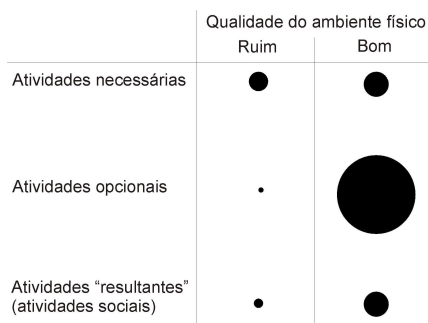 Qualidade do ambiente físico
Ruim
Bom
Atividades necessárias
Atividades opcionais
Atividades “resultantes”
(atividades sociais)